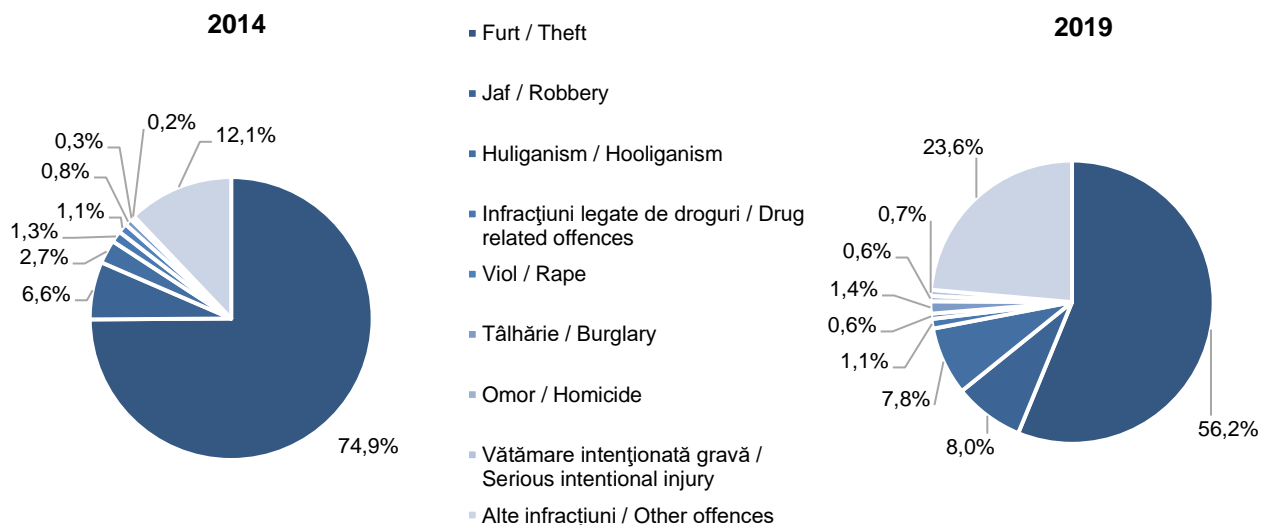 2014
0,2%
12,1%
0,3%
0,8%
1,1%
1,3%
2,7%
6,6%
74,9%
Furt / Theft
Jaf / Robbery
Huliganism / Hooliganism
Infracţiuni legate de droguri / Drug
related offences
Viol / Rape
Tâlhărie / Burglary
Omor / Homicide
Vătămare intenţionată gravă /
Serious intentional injury
Alte infracţiuni / Other offences
2019
23,6%
0,7%
0,6%
1,4%
0,6%
1,1%
7,8%
8,0%
56,2%